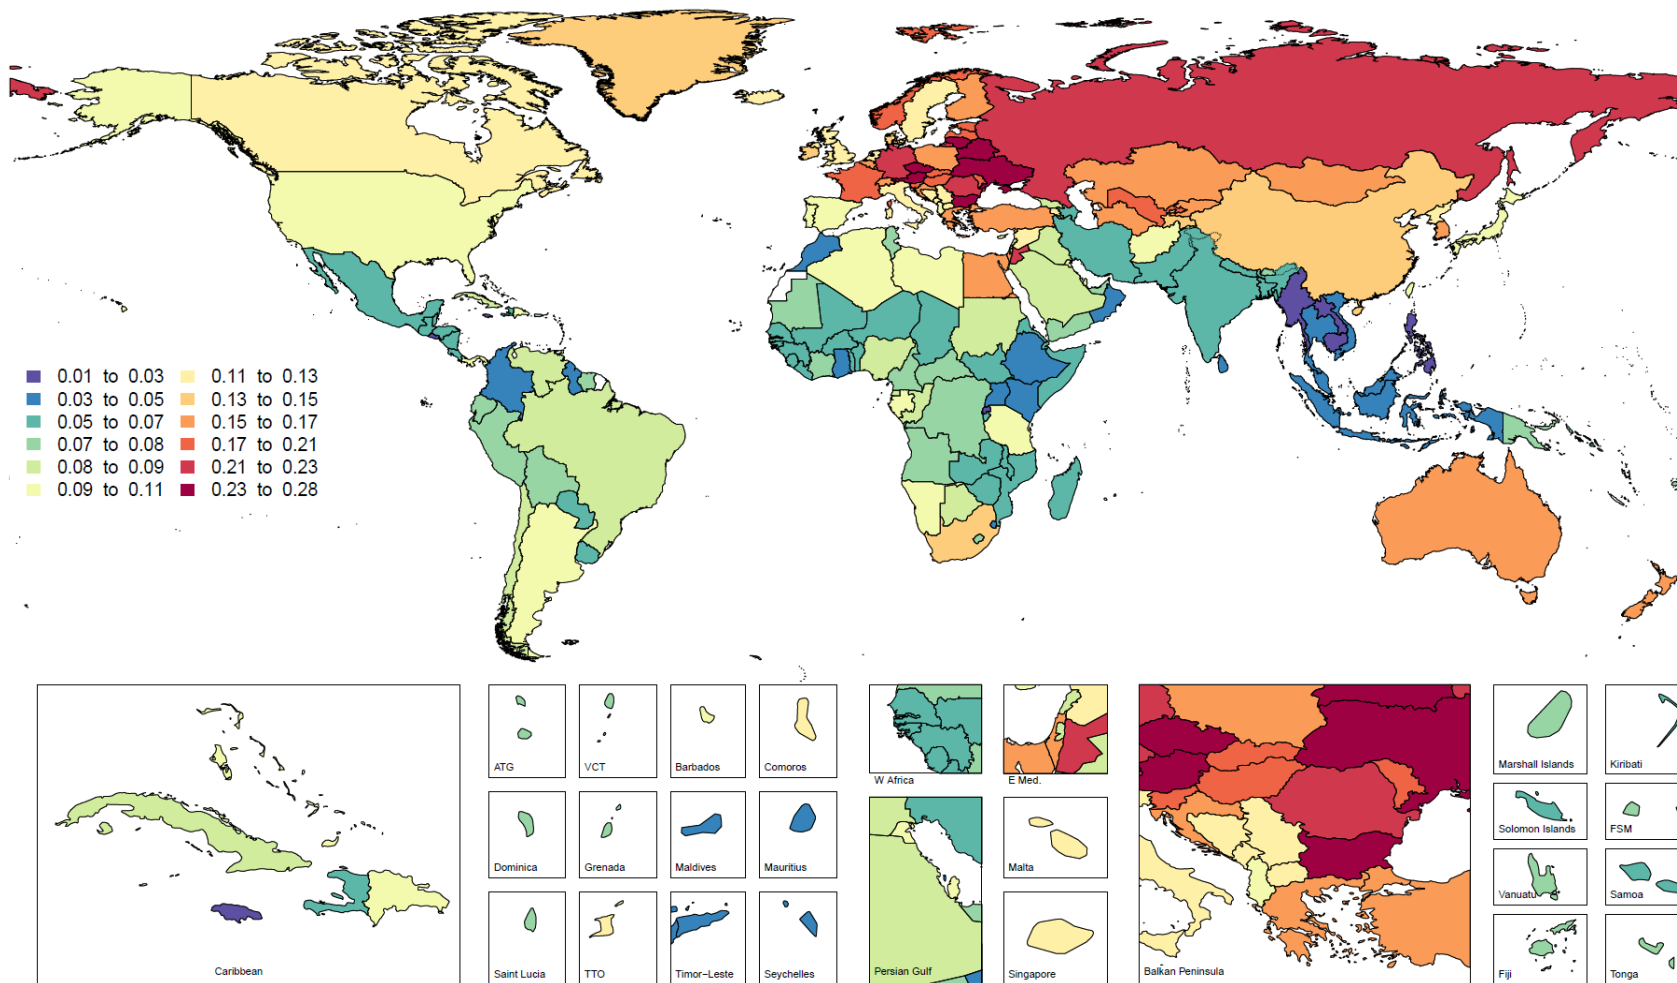 0.01 to 0.03 0.11 to 0.13
0.03 to 0.05 0.13 to 0.15
0.05 to 0.07 0.15 to 0.17
0.07 to 0.08 0.17 to 0.21
0.08 to 0.09 0.21 to 0.23
0.09 to 0.11 0.23 to 0.28
ATG VCT Barbados Comoros
W Africa E Med.
Marshall Islands Kiribati
Dominica Grenada Maldives Mauritius
Malta
Solomon Islands FSM
Vanuatu Samoa
Caribbean
Saint Lucia TTO Timor–Leste Seychelles
Persian Gulf Singapore
Balkan Peninsula
Fiji Tonga